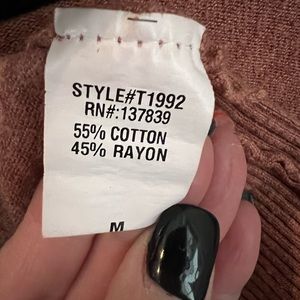 STYLE#T1992
RN#:137839
55% COTTON
45% RAYON
M